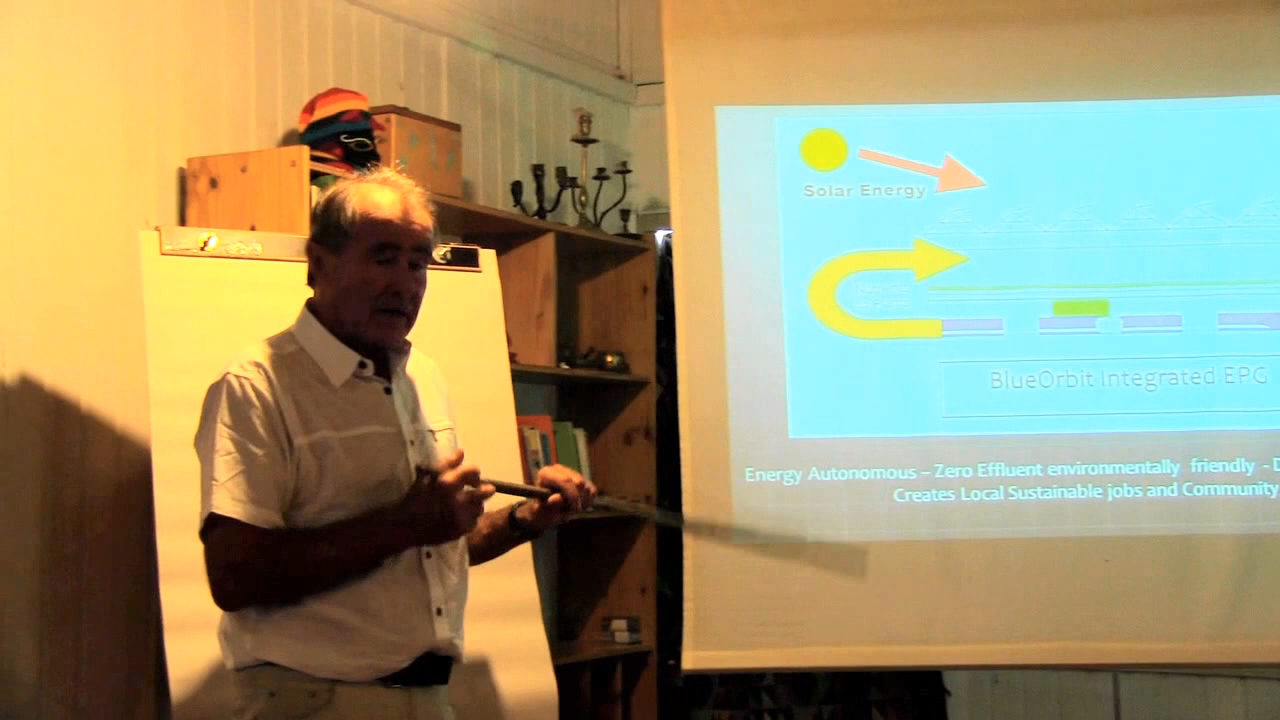 Solar Energy
BlueOrbit Integrated EPG
Energy Autonomous – Zero Effluent environmentally friendly - D
Creates Local Sustainable jobs and Community